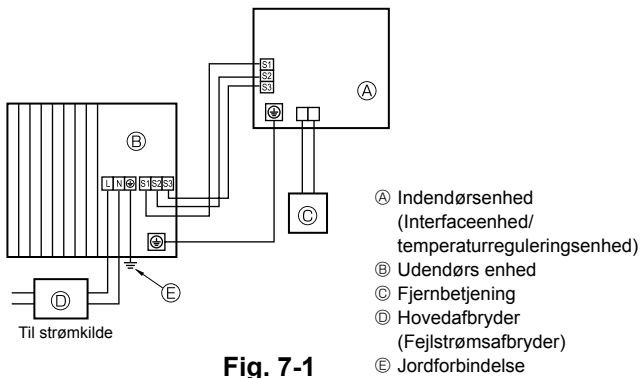 S1
S2
S3
Ⓐ
Ⓑ
L N S1 S2 S3
Ⓒ
Ⓓ
Ⓔ
Til strømkilde
Fig. 7-1
Ⓐ Indendørsenhed
(Interfaceenhed/
temperaturreguleringsenhed)
Ⓑ Udendørs enhed
Ⓒ Fjernbetjening
Ⓓ Hovedafbryder
(Fejlstrømsafbryder)
Ⓔ Jordforbindelse